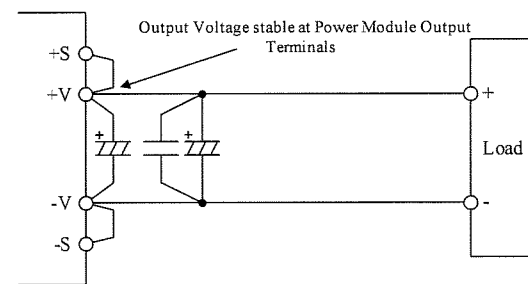 Output Voltage stable at Power Module Output
Terminals
+S
+V
+
+
-V
-S
+
Load
-